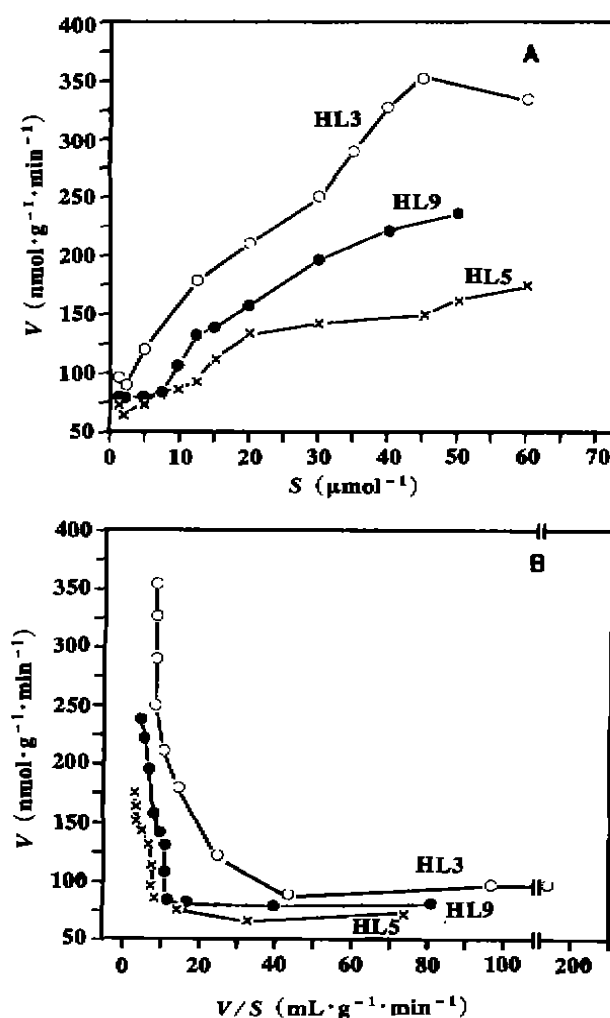 A
400
350
300
250
200
150
100
50
V (nmol·g⁻¹·min⁻¹)
HL3
HL9
HL5
0 10 20 30 40 50 60 70
S (μmol⁻¹)
B
400
350
300
250
200
150
100
50
V (nmol·g⁻¹·min⁻¹)
HL3
HL9
HL5
0 20 40 60 80 100 200
V/S (mL·g⁻¹·min⁻¹)